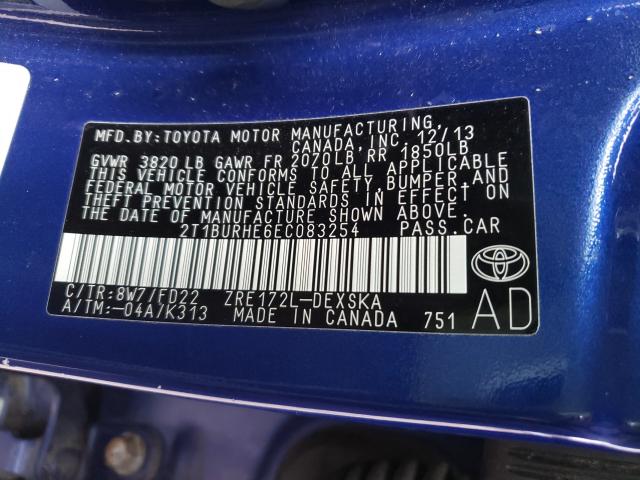 MFD.BY:TOYOTA MOTOR MANUFACTURING,
CANADA, INC. 12/13
GVWR 3820LB GAWR FR 2070LB RR 1850LB
THIS VEHICLE CONFORMS TO ALL APPLICABLE
FEDERAL MOTOR VEHICLE SAFETY, BUMPER AND
THEFT PREVENTION STANDARDS IN EFFECT ON
THE DATE OF MANUFACTURE SHOWN ABOVE.
2T1BURHE6EC083254 PASS.CAR
C/TR:8W7/FD22 ZRE172L-DEXSKA
A/TM:-04A/K313 MADE IN CANADA 751
AD